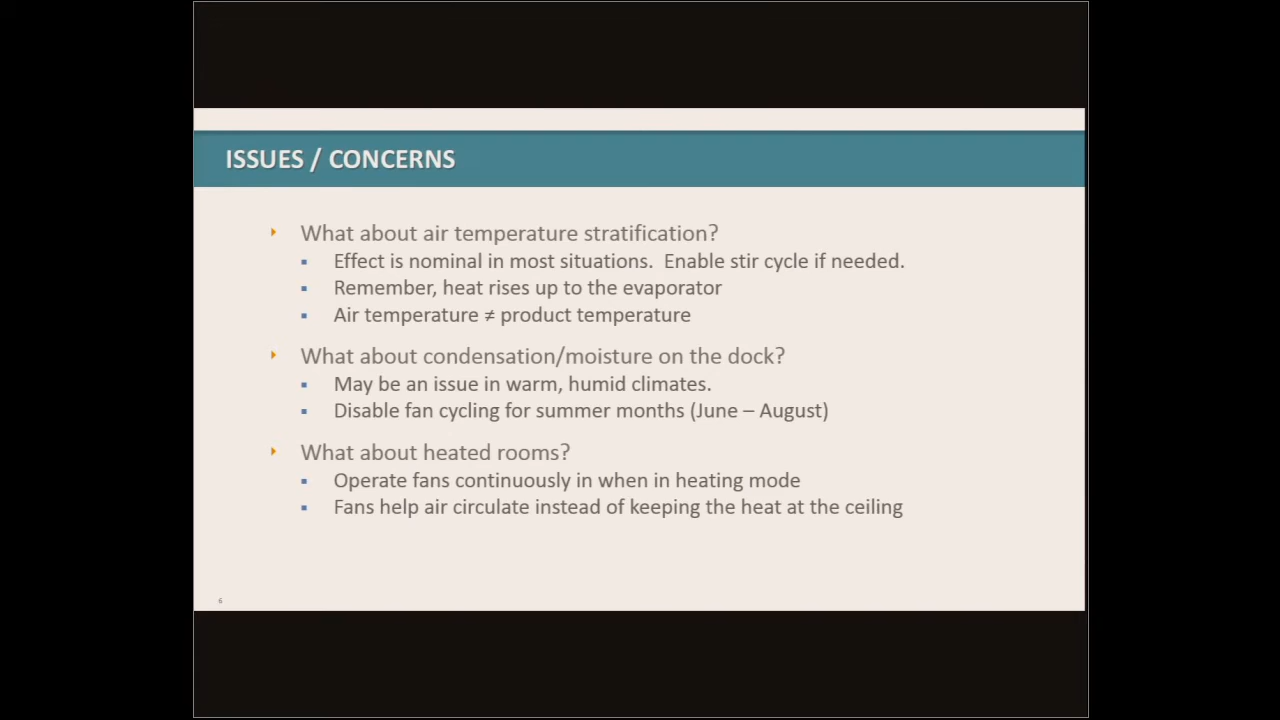 ISSUES / CONCERNS
What about air temperature stratification?
Effect is nominal in most situations.  Enable stir cycle if needed.
Remember, heat rises up to the evaporator
Air temperature ≠ product temperature
What about condensation/moisture on the dock?
May be an issue in warm, humid climates.
Disable fan cycling for summer months (June – August)
What about heated rooms?
Operate fans continuously in when in heating mode
Fans help air circulate instead of keeping the heat at the ceiling
6